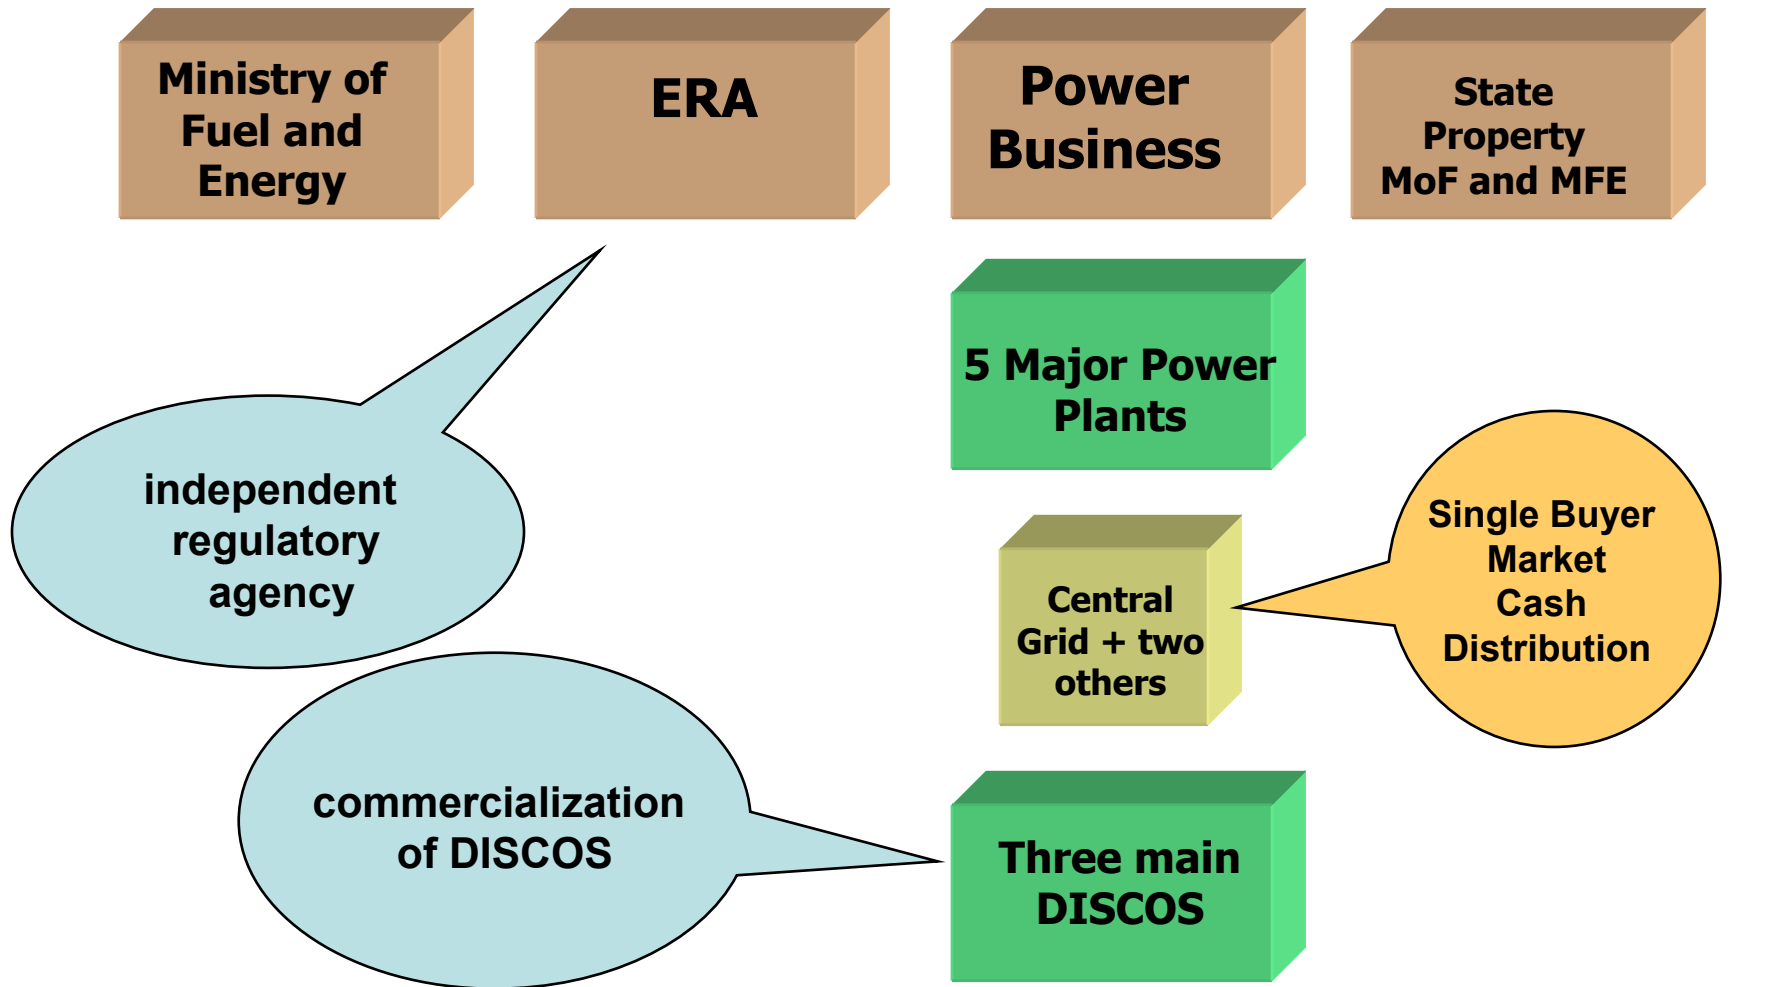 Ministry of
Fuel and
Energy
ERA
Power
Business
State
Property
MoF and MFE
5 Major Power
Plants
independent
regulatory
agency
Single Buyer
Market
Cash
Distribution
Central
Grid + two
others
commercialization
of DISCOS
Three main
DISCOS